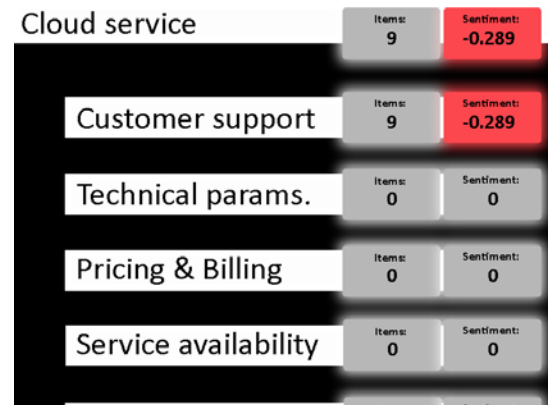 Cloud service
Items: Sentiment:
9 -0.289
Customer support
Items: Sentiment:
9 -0.289
Technical params.
Items: Sentiment:
0 0
Pricing & Billing
Items: Sentiment:
0 0
Service availability
Items: Sentiment:
0 0